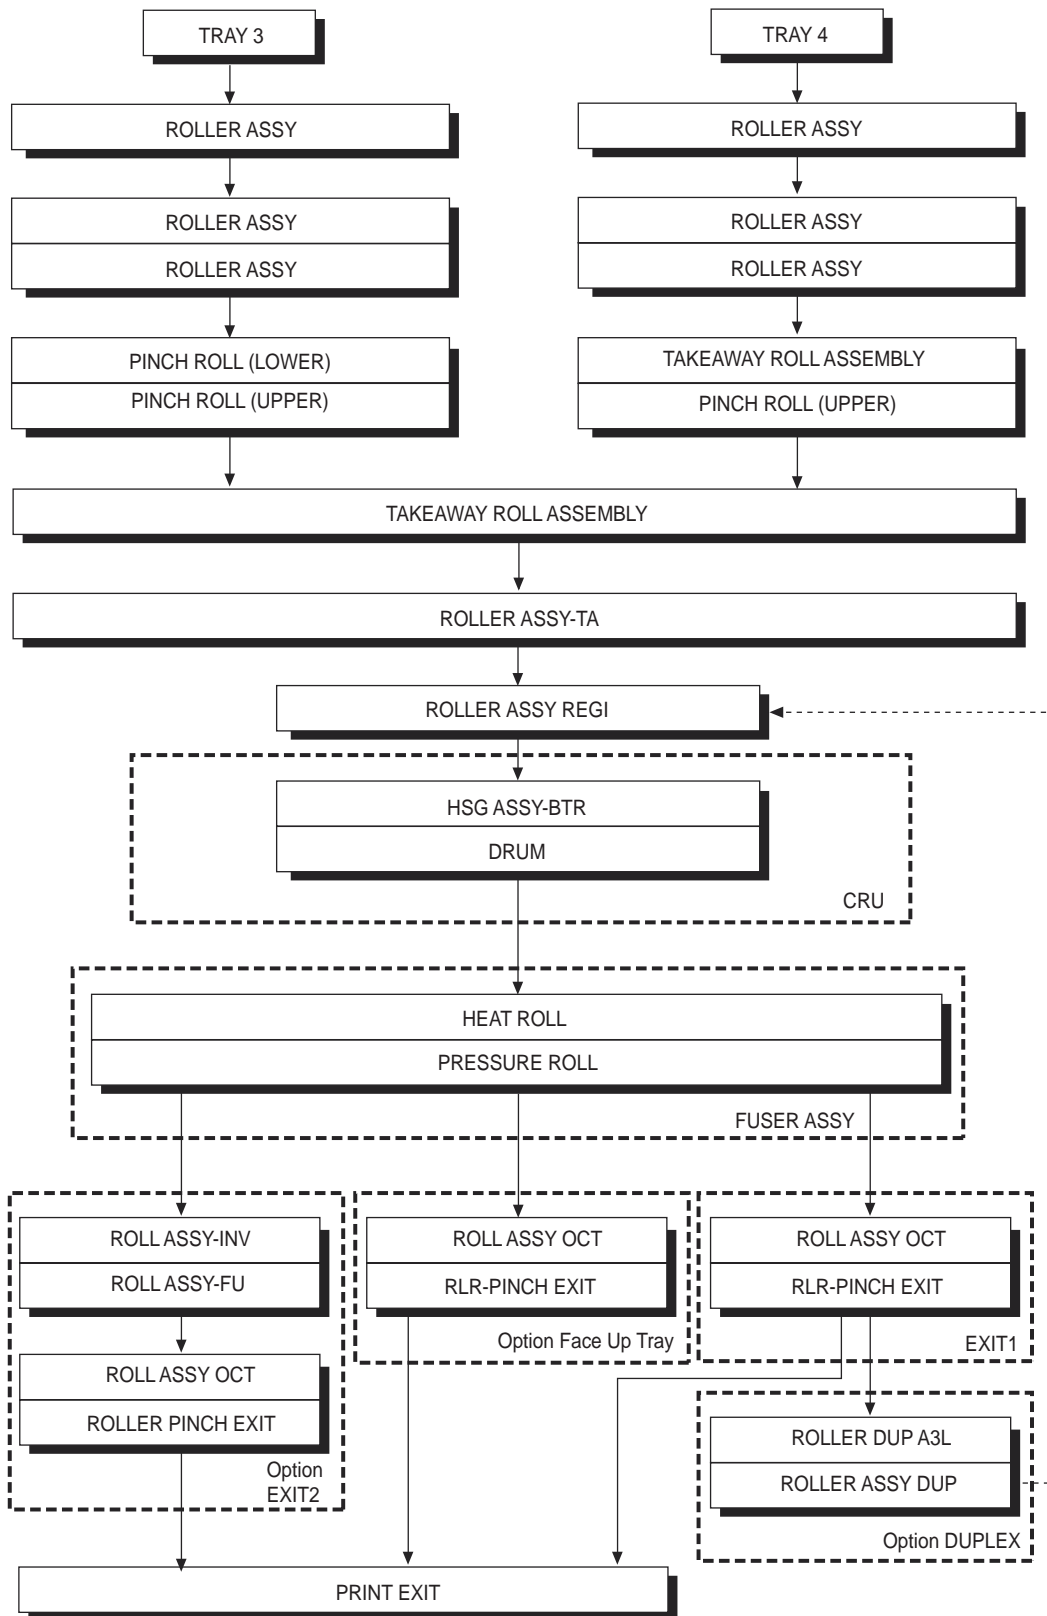 TRAY 3
TRAY 4
ROLLER ASSY
ROLLER ASSY
ROLLER ASSY
ROLLER ASSY
ROLLER ASSY
ROLLER ASSY
PINCH ROLL (LOWER)
TAKEAWAY ROLL ASSEMBLY
PINCH ROLL (UPPER)
PINCH ROLL (UPPER)
TAKEAWAY ROLL ASSEMBLY
ROLLER ASSY-TA
ROLLER ASSY REGI
HSG ASSY-BTR
DRUM
CRU
HEAT ROLL
PRESSURE ROLL
FUSER ASSY
ROLL ASSY-INV
ROLL ASSY-FU
ROLL ASSY OCT
ROLLER PINCH EXIT
Option
EXIT2
ROLL ASSY OCT
RLR-PINCH EXIT
Option Face Up Tray
ROLL ASSY OCT
RLR-PINCH EXIT
EXIT1
ROLLER DUP A3L
ROLLER ASSY DUP
Option DUPLEX
PRINT EXIT